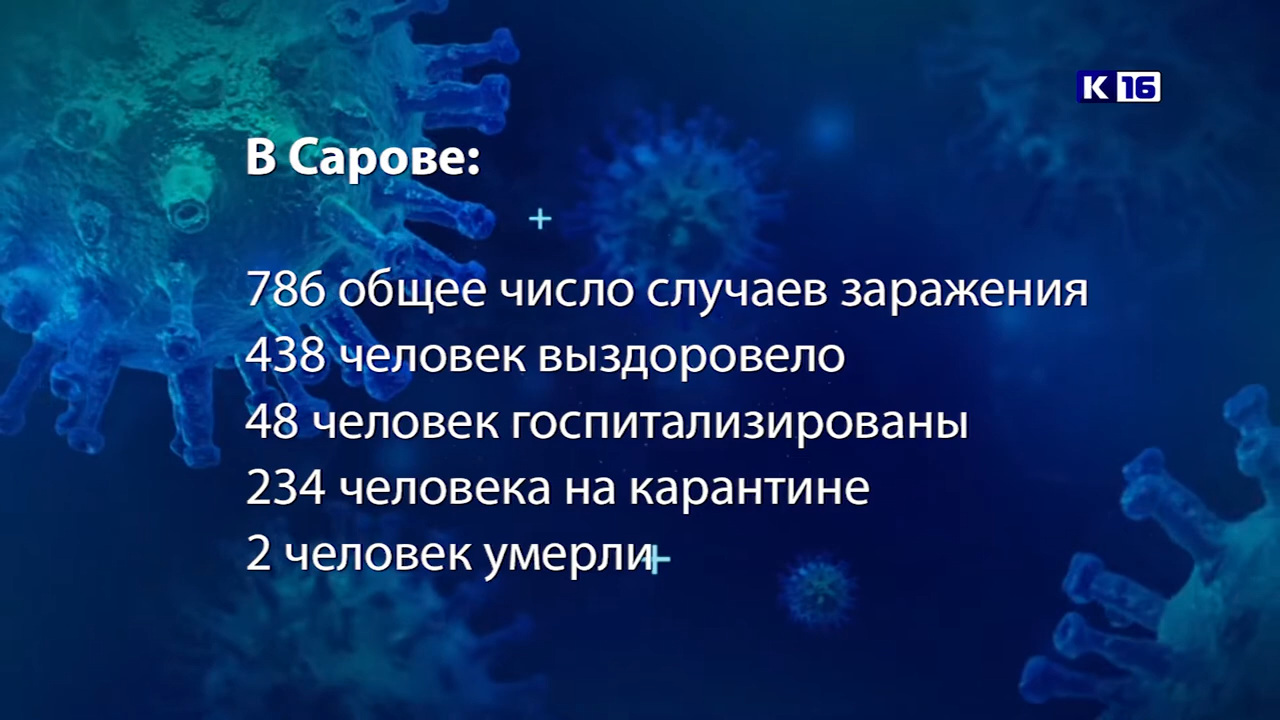 К 16
В Сарове:
786 общее число случаев заражения
438 человек выздоровело
48 человек госпитализированы
234 человека на карантине
2 человек умерли